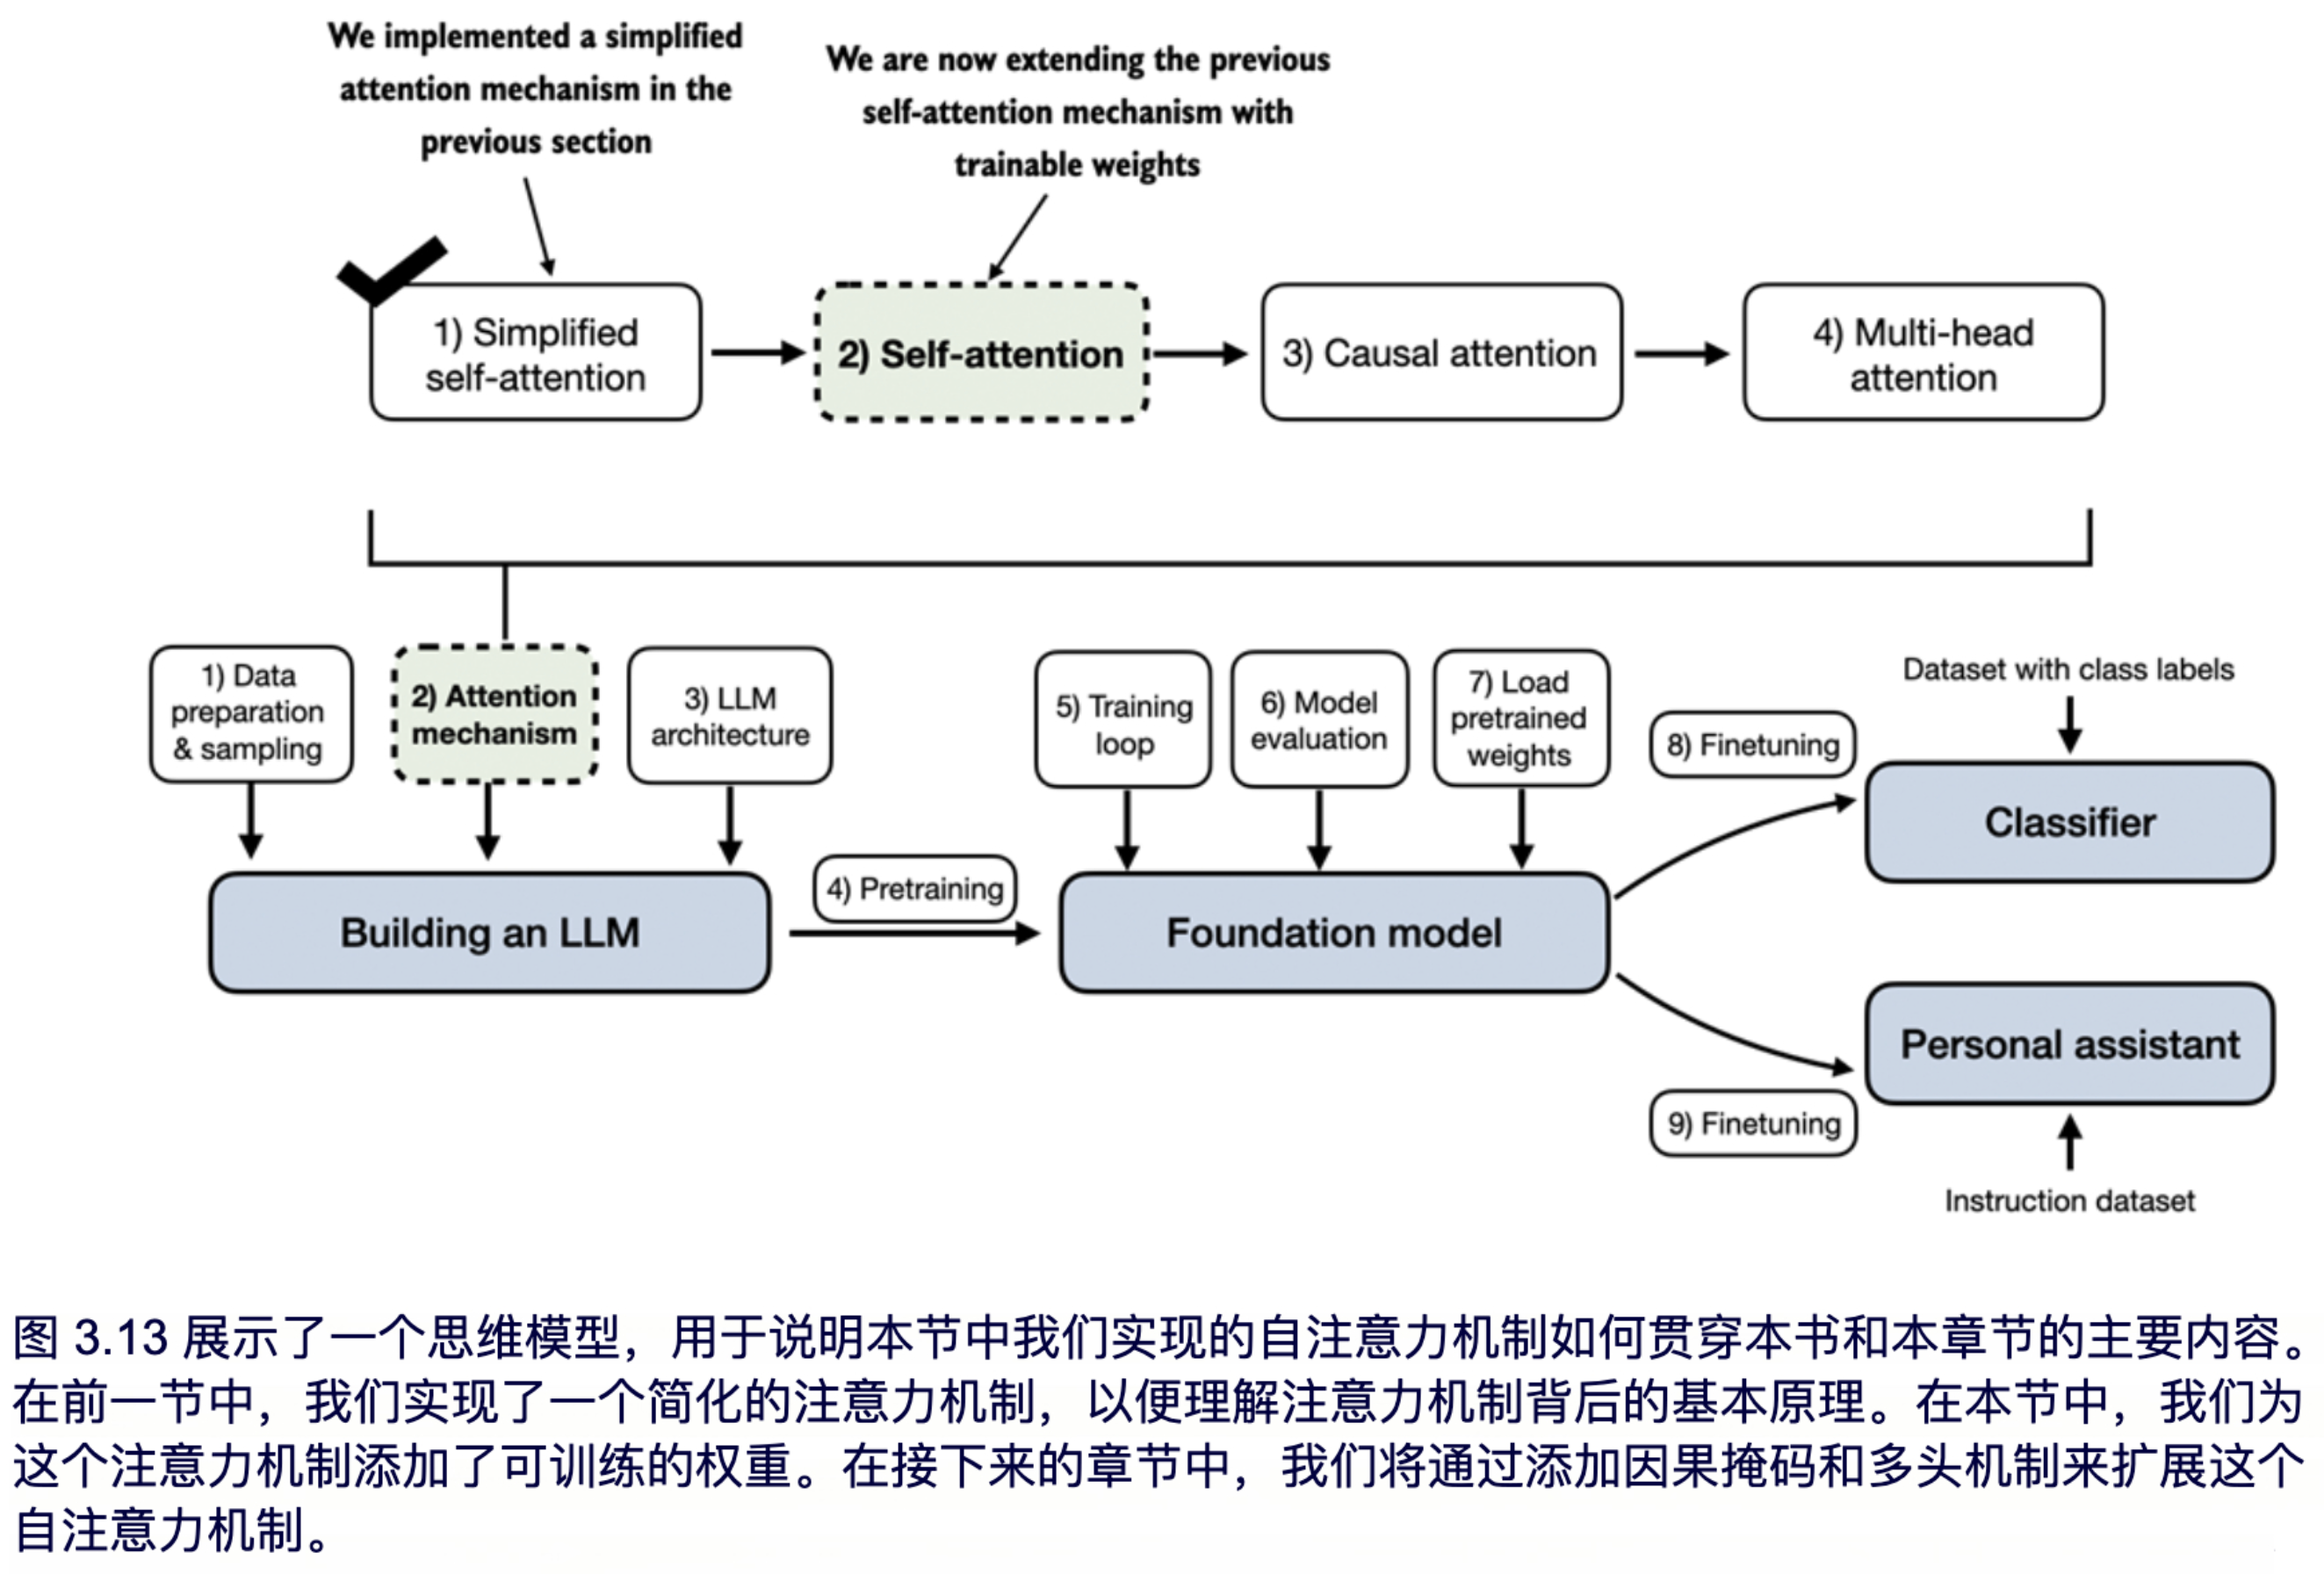 We implemented a simplified
attention mechanism in the
previous section
We are now extending the previous
self-attention mechanism with
trainable weights
1) Simplified
self-attention
2) Self-attention
3) Causal attention
4) Multi-head
attention
1) Data
preparation
& sampling
2) Attention
mechanism
3) LLM
architecture
5) Training
loop
6) Model
evaluation
7) Load
pretrained
weights
8) Finetuning
Dataset with class labels
Classifier
Building an LLM
4) Pretraining
Foundation model
Personal assistant
9) Finetuning
Instruction dataset
图 3.13 展示了一个思维模型，用于说明本节中我们实现的自注意力机制如何贯穿本书和本章节的主要内容。
在前一节中，我们实现了一个简化的注意力机制，以便理解注意力机制背后的基本原理。在本节中，我们为
这个注意力机制添加了可训练的权重。在接下来的章节中，我们将通过添加因果掩码和多头机制来扩展这个
自注意力机制。